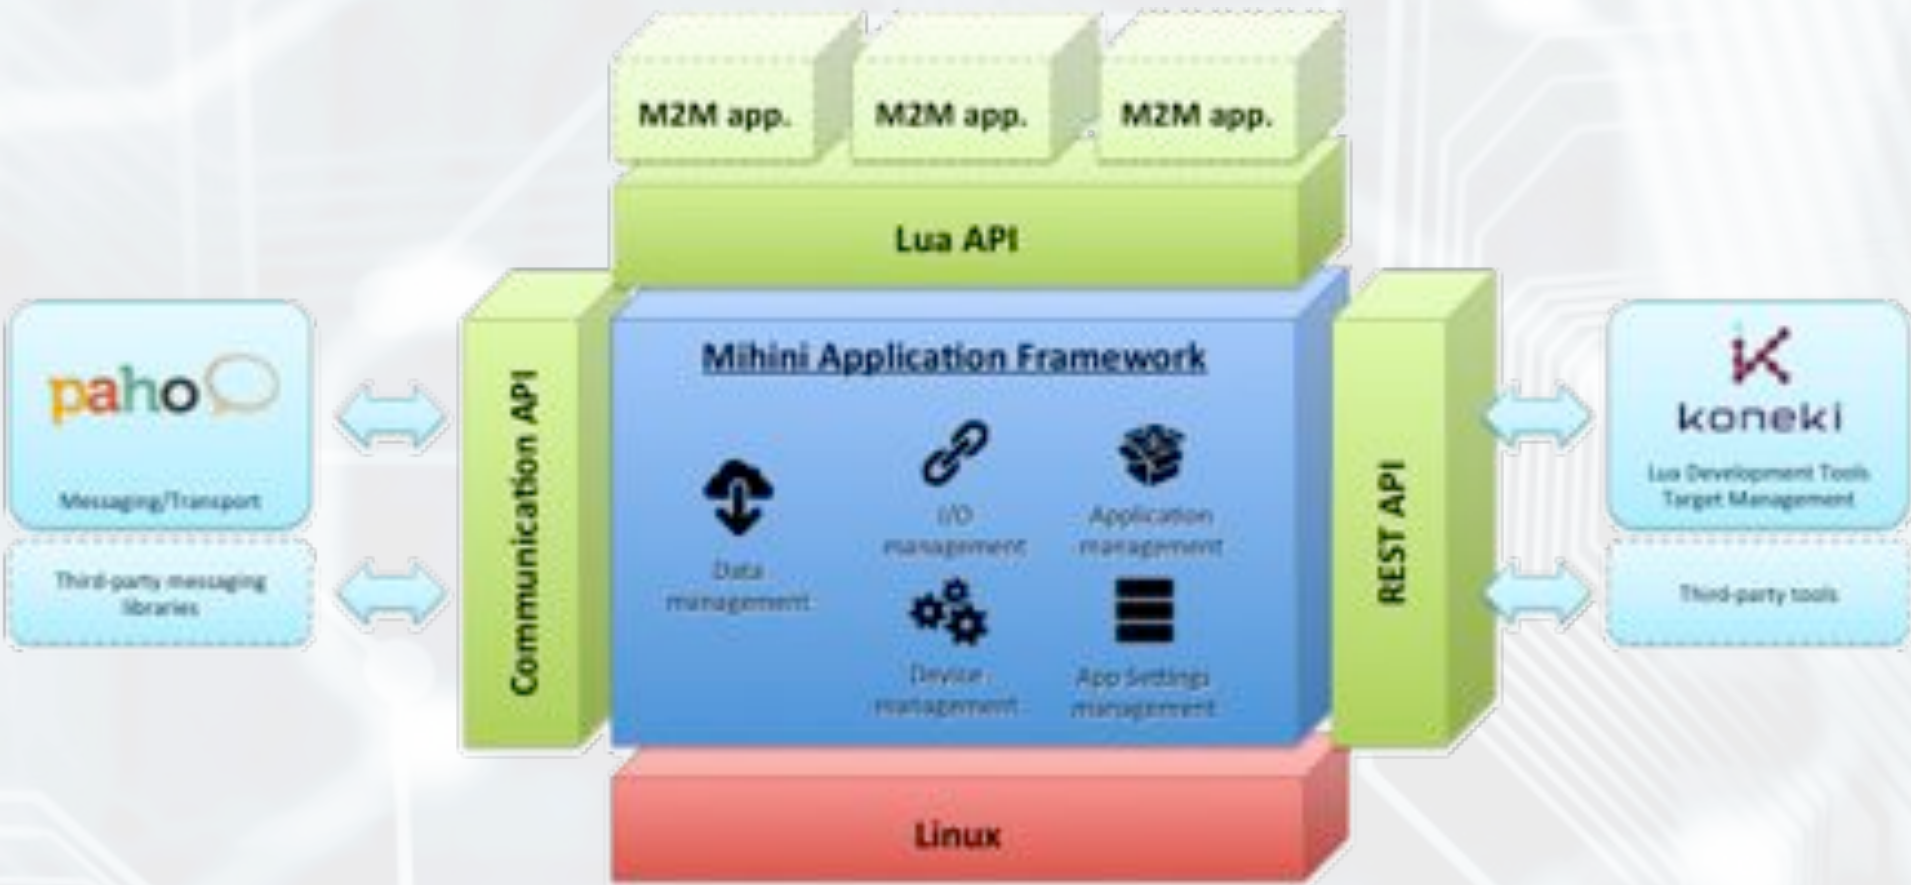 M2M app.
M2M app.
M2M app.
Lua API
Mihini Application Framework
Communication API
REST API
paho
Messaging/Transport
Third-party messaging
libraries
Data
management
I/O
management
Application
management
Device
management
App Settings
management
koneki
Lua Development Tools
Target Management
Third-party tools
Linux